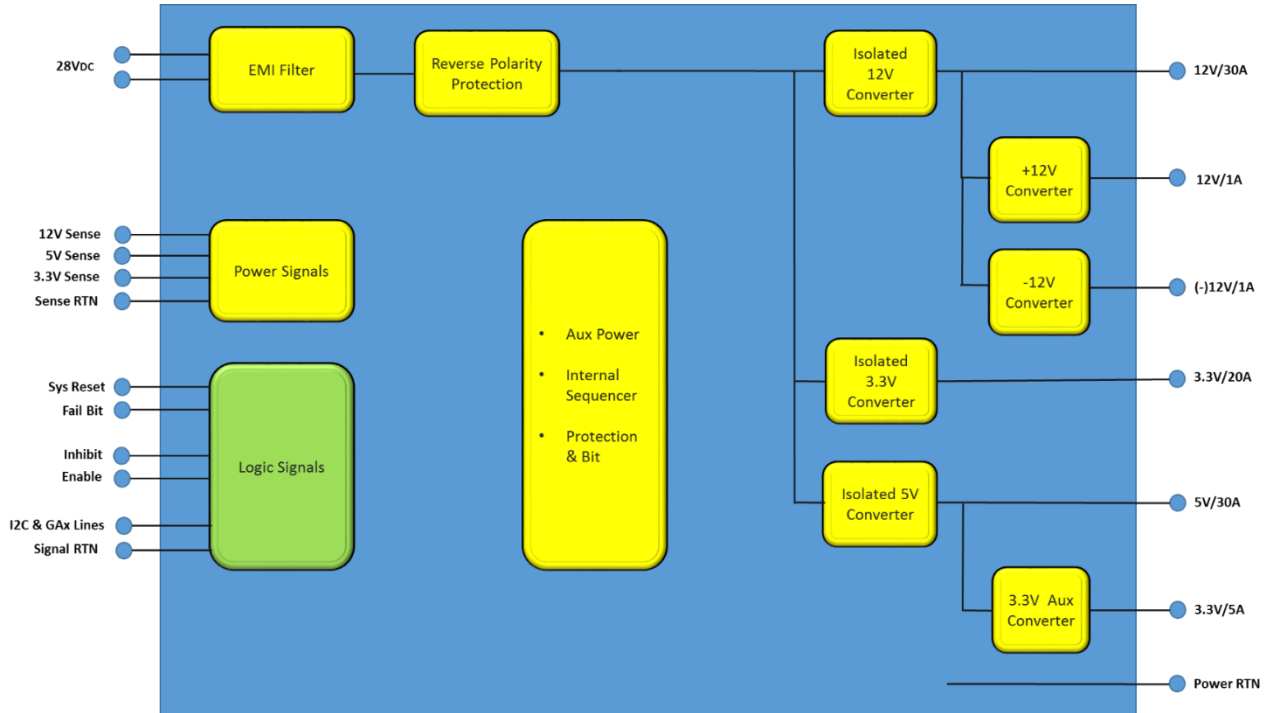 28VDC
EMI Filter
Reverse Polarity
Protection
Isolated
12V
Converter
12V/30A
+12V
Converter
12V/1A
-12V
Converter
(-)12V/1A
12V Sense
5V Sense
3.3V Sense
Sense RTN
Power Signals
• Aux Power
• Internal
Sequencer
• Protection
& Bit
Isolated
3.3V
Converter
3.3V/20A
Sys Reset
Fail Bit
Inhibit
Enable
I2C & GAx Lines
Signal RTN
Logic Signals
Isolated 5V
Converter
5V/30A
3.3V Aux
Converter
3.3V/5A
Power RTN